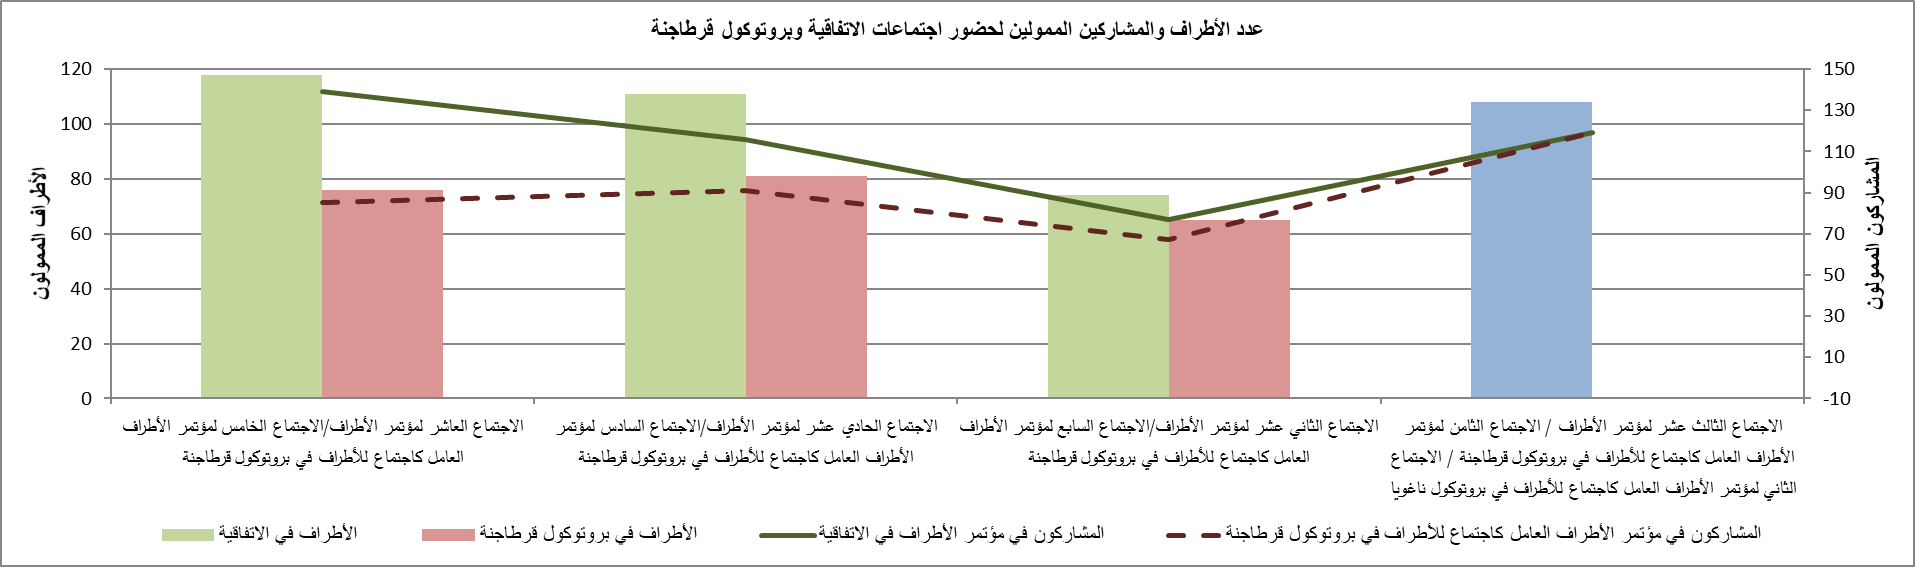 عدد الأطراف والمشاركين الممولين لحضور اجتماعات الاتفاقية وبروتوكول قرطاجنة
الأطراف الممولون
120
100
80
60
40
20
0
المشاركون الممولون
150
130
110
90
70
50
30
10
-10
الاجتماع العاشر لمؤتمر الأطراف/الاجتماع الخامس لمؤتمر الأطراف
العامل كاجتماع للأطراف في بروتوكول قرطاجنة
الاجتماع الحادي عشر لمؤتمر الأطراف/الاجتماع السادس لمؤتمر
الأطراف العامل كاجتماع للأطراف في بروتوكول قرطاجنة
الاجتماع الثاني عشر لمؤتمر الأطراف/الاجتماع السابع لمؤتمر الأطراف
العامل كاجتماع للأطراف في بروتوكول قرطاجنة
الاجتماع الثالث عشر لمؤتمر الأطراف / الاجتماع الثامن لمؤتمر
الأطراف العامل كاجتماع للأطراف في بروتوكول قرطاجنة / الاجتماع
الثاني لمؤتمر الأطراف العامل كاجتماع للأطراف في بروتوكول ناغويا
الأطراف في الاتفاقية
الأطراف في بروتوكول قرطاجنة
المشاركون في مؤتمر الأطراف في الاتفاقية
المشاركون في مؤتمر الأطراف العامل كاجتماع للأطراف في بروتوكول قرطاجنة